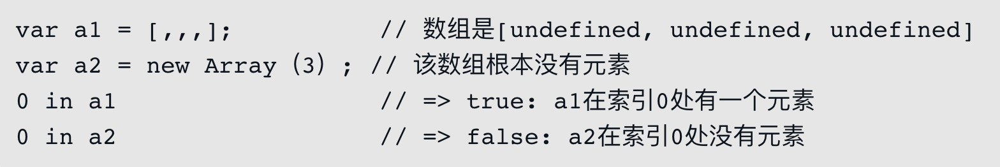 var a1 = [,,,]; // 数组是[undefined, undefined, undefined]
var a2 = new Array (3) ; // 该数组根本没有元素
0 in a1 // => true: a1在索引0处有一个元素
0 in a2 // => false: a2在索引0处没有元素